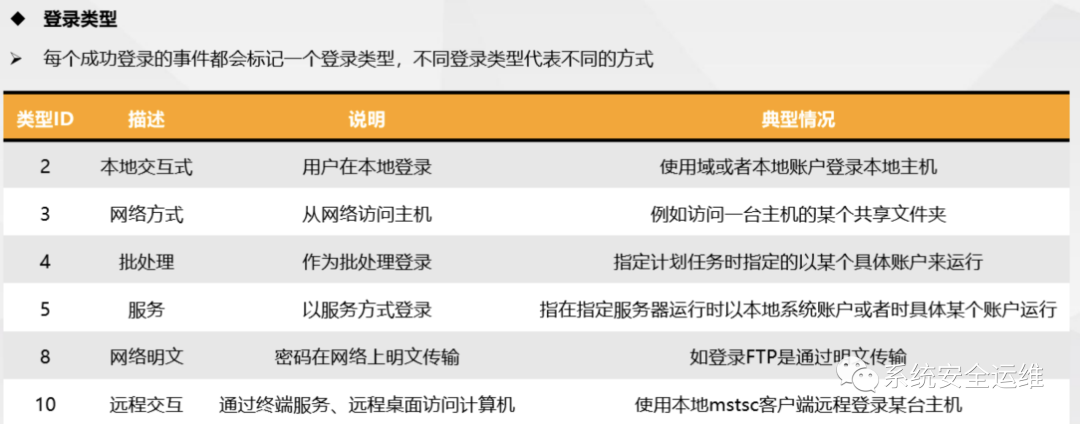 登录类型
每个成功登录的事件都会标记一个登录类型，不同登录类型代表不同的方式
类型ID 描述 说明 典型情况
2 本地交互式 用户在本地登录 使用域或者本地账户登录本地主机
3 网络方式 从网络访问主机 例如访问一台主机的某个共享文件夹
4 批处理 作为批处理登录 指定计划任务时指定的以某个具体账户来运行
5 服务 以服务方式登录 指在指定服务器运行时以本地系统账户或者时具体某个账户运行
8 网络明文 密码在网络上明文传输 如登录FTP是通过明文传输
系统安全运维
10 远程交互 通过终端服务、远程桌面访问计算机 使用本地mstsc客户端远程登录某台主机